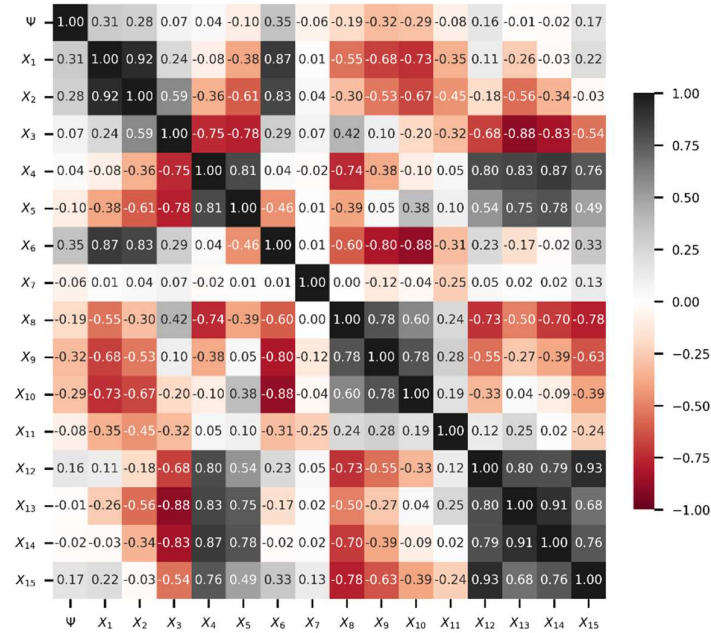 Ψ 1.00 0.31 0.28 0.07 0.04 -0.10 0.35 -0.06 -0.19 -0.32 -0.29 -0.08 0.16 -0.01 -0.02 0.17
X1 0.31 1.00 0.92 0.24 -0.08 -0.38 0.87 0.01 -0.55 -0.68 -0.73 -0.35 0.11 -0.26 -0.03 0.22
X2 0.28 0.92 1.00 0.59 -0.36 -0.61 0.83 0.04 -0.30 -0.53 -0.67 -0.45 -0.18 -0.56 -0.34 -0.03
X3 0.07 0.24 0.59 1.00 -0.75 -0.78 0.29 0.07 0.42 0.10 -0.20 -0.32 -0.68 -0.88 -0.83 -0.54
X4 0.04 -0.08 -0.36 -0.75 1.00 0.81 0.04 -0.02 -0.74 -0.38 -0.10 0.05 0.80 0.83 0.87 0.76
X5 -0.10 -0.38 -0.61 -0.78 0.81 1.00 -0.46 0.01 -0.39 0.05 0.38 0.10 0.54 0.75 0.78 0.49
X6 0.35 0.87 0.83 0.29 0.04 -0.46 1.00 0.01 -0.60 -0.80 -0.88 -0.31 0.23 -0.17 -0.02 0.33
X7 -0.06 0.01 0.04 0.07 -0.02 0.01 0.01 1.00 0.00 -0.12 -0.04 -0.25 0.05 0.02 0.02 0.13
X8 -0.19 -0.55 -0.30 0.42 -0.74 -0.39 -0.60 0.00 1.00 0.78 0.60 0.24 -0.73 -0.50 -0.70 -0.78
X9 -0.32 -0.68 -0.53 0.10 -0.38 0.05 -0.80 -0.12 0.78 1.00 0.78 0.28 -0.55 -0.27 -0.39 -0.63
X10 -0.29 -0.73 -0.67 -0.20 -0.10 0.38 -0.88 -0.04 0.60 0.78 1.00 0.19 -0.33 0.04 -0.09 -0.39
X11 -0.08 -0.35 -0.45 -0.32 0.05 0.10 -0.31 -0.25 0.24 0.28 0.19 1.00 0.12 0.25 0.02 -0.24
X12 0.16 0.11 -0.18 -0.68 0.80 0.54 0.23 0.05 -0.73 -0.55 -0.33 0.12 1.00 0.80 0.79 0.93
X13 -0.01 -0.26 -0.56 -0.88 0.83 0.75 -0.17 0.02 -0.50 -0.27 0.04 0.25 0.80 1.00 0.91 0.68
X14 -0.02 -0.03 -0.34 -0.83 0.87 0.78 -0.02 0.02 -0.70 -0.39 -0.09 0.02 0.79 0.91 1.00 0.76
X15 0.17 0.22 -0.03 -0.54 0.76 0.49 0.33 0.13 -0.78 -0.63 -0.39 -0.24 0.93 0.68 0.76 1.00
Ψ X1 X2 X3 X4 X5 X6 X7 X8 X9 X10 X11 X12 X13 X14 X15
1.00
0.75
0.50
0.25
0.00
−0.25
−0.50
−0.75
−1.00